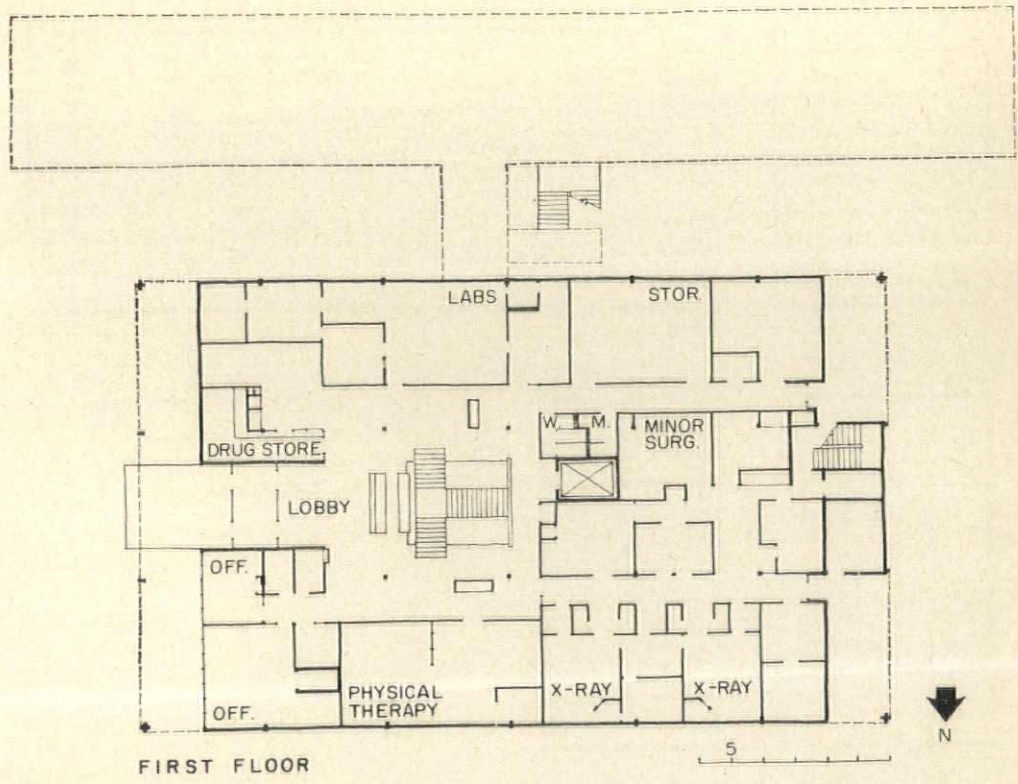 LABS
STOR.
W.
M.
MINOR
SURG.
DRUG STORE
LOBBY
OFF.
PHYSICAL
THERAPY
X-RAY
X-RAY
OFF.
5
N
FIRST FLOOR